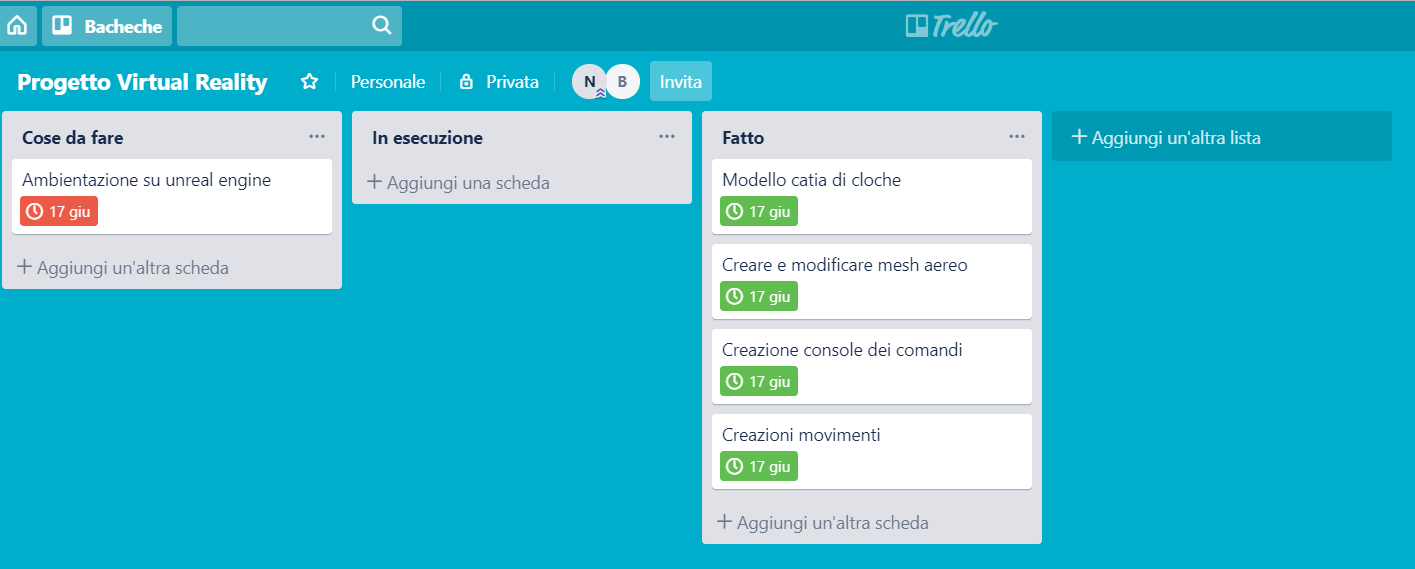 Bacheche
Trello
Progetto Virtual Reality
Personale
Privata
N
B
Invita
Cose da fare
Ambientazione su unreal engine
17 giu
+ Aggiungi un'altra scheda
In esecuzione
+ Aggiungi una scheda
Fatto
Modello catia di cloche
17 giu
Creare e modificare mesh aereo
17 giu
Creazione console dei comandi
17 giu
Creazioni movimenti
17 giu
+ Aggiungi un'altra scheda
+ Aggiungi un'altra lista